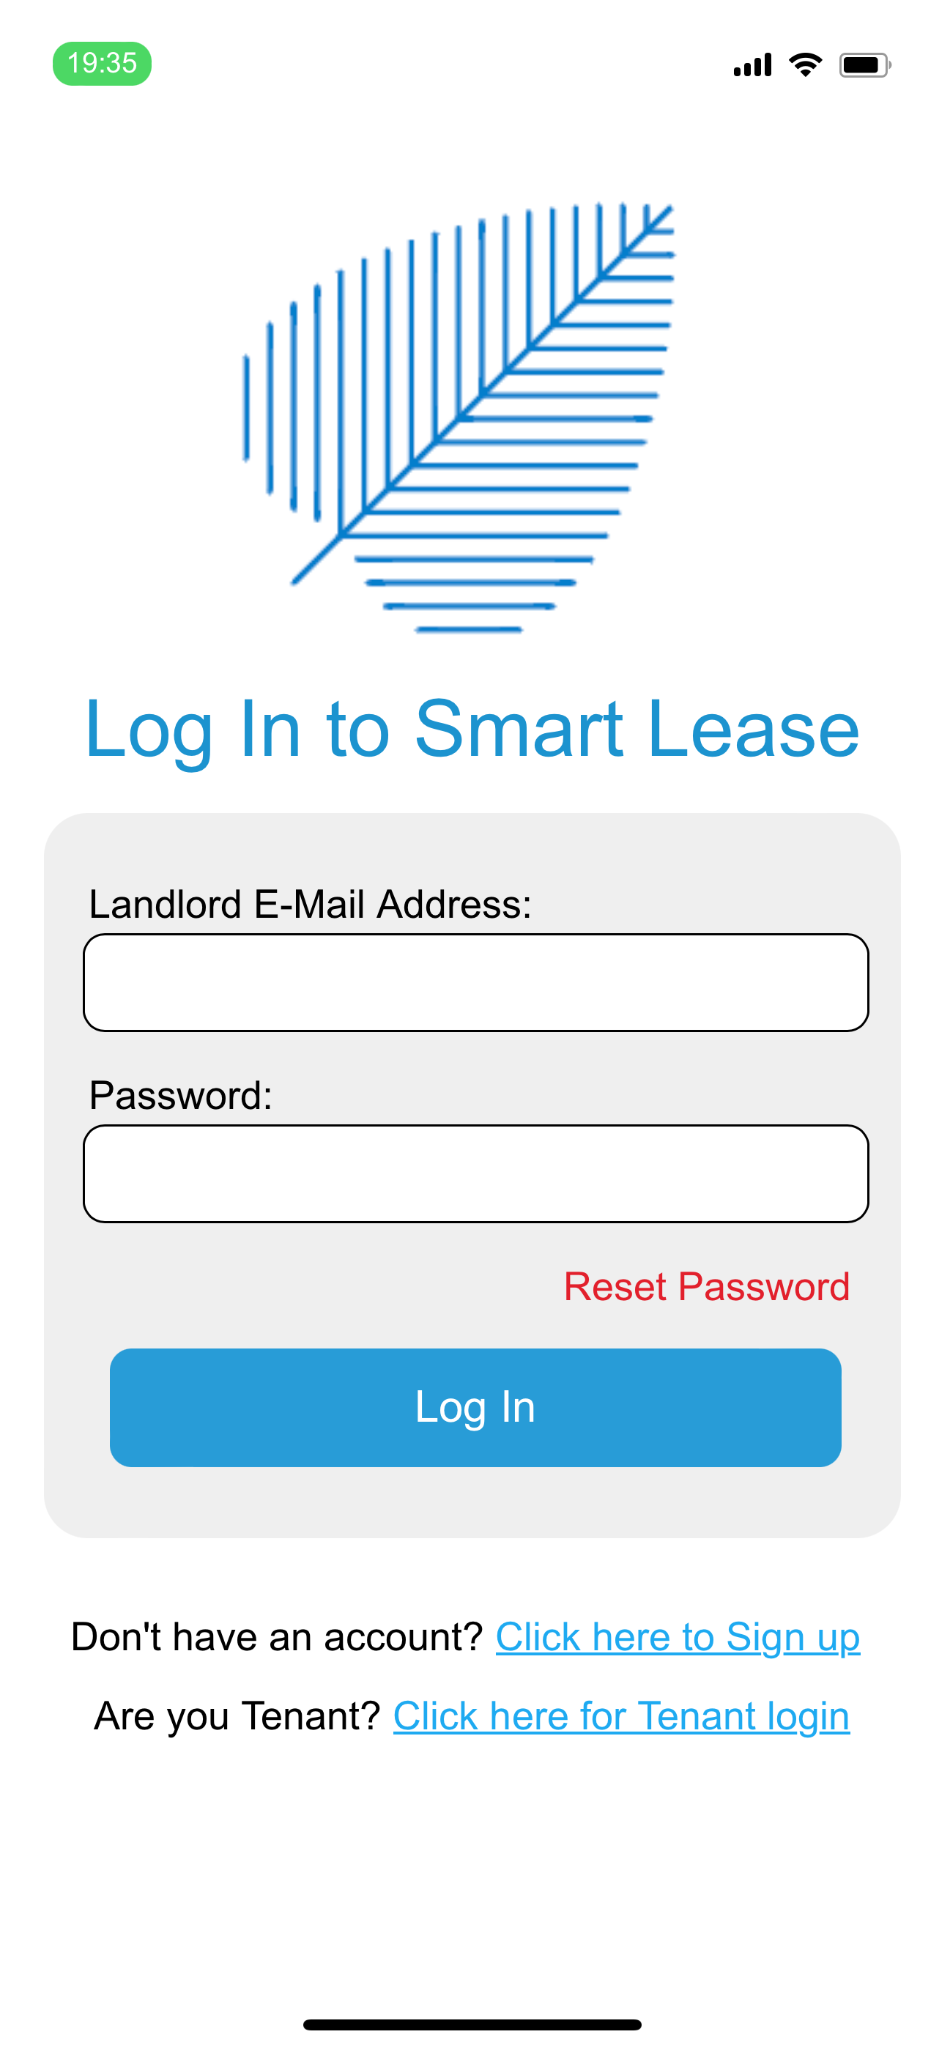 19:35
Log In to Smart Lease
Landlord E-Mail Address:
Password:
Reset Password
Log In
Don't have an account? Click here to Sign up
Are you Tenant? Click here for Tenant login